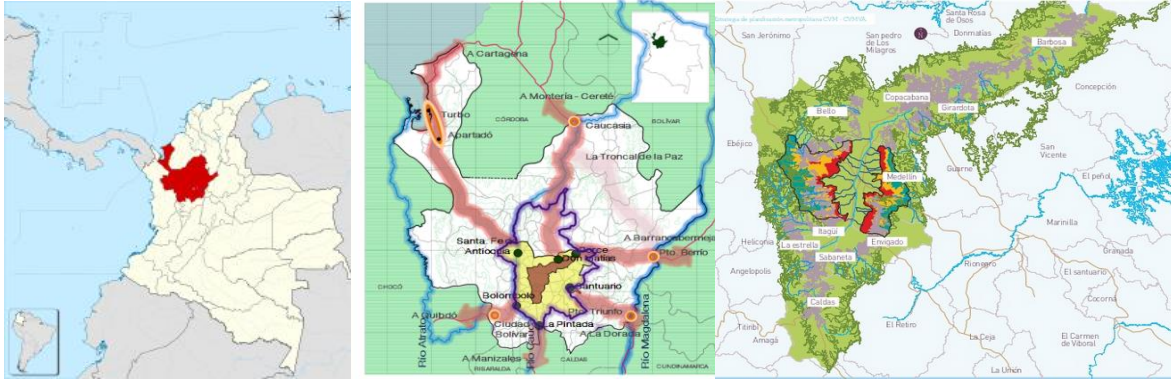 A Cartagena
Turbo
Apartadó
CÓRDOBA
A Montería - Cereté
Caucasia
BOLÍVAR
La Troncal de la Paz
Santa. Fe
Antioquia
Don Matías
A Barrancabermeja
Pto. Berrío
Santuario
Bolombolo
CHOCÓ
A Quibdó
Ciudad
Bolívar
La Pintada
Pto Triunfo
A La Dorada
A Manizales
RISARALDA
CALDAS
CUNDINAMARCA
Río Atrato
Río Magdalena
Santa Rosa
de Osos
San Jerónimo
San pedro
de Los
Milagros
Donmatías
Barbosa
Concepción
Copacabana
Girardota
Bello
Ebéjico
San
Vicente
Guarne
Medellín
El peñol
Marinilla
Itagüí
Envigado
La estrella
Heliconia
Sabaneta
Granada
Angelopolis
Rionegro
El santuario
Cocorná
Caldas
El Retiro
Titiribí
Amagá
La Ceja
El Carmen
de Viboral
La Unión